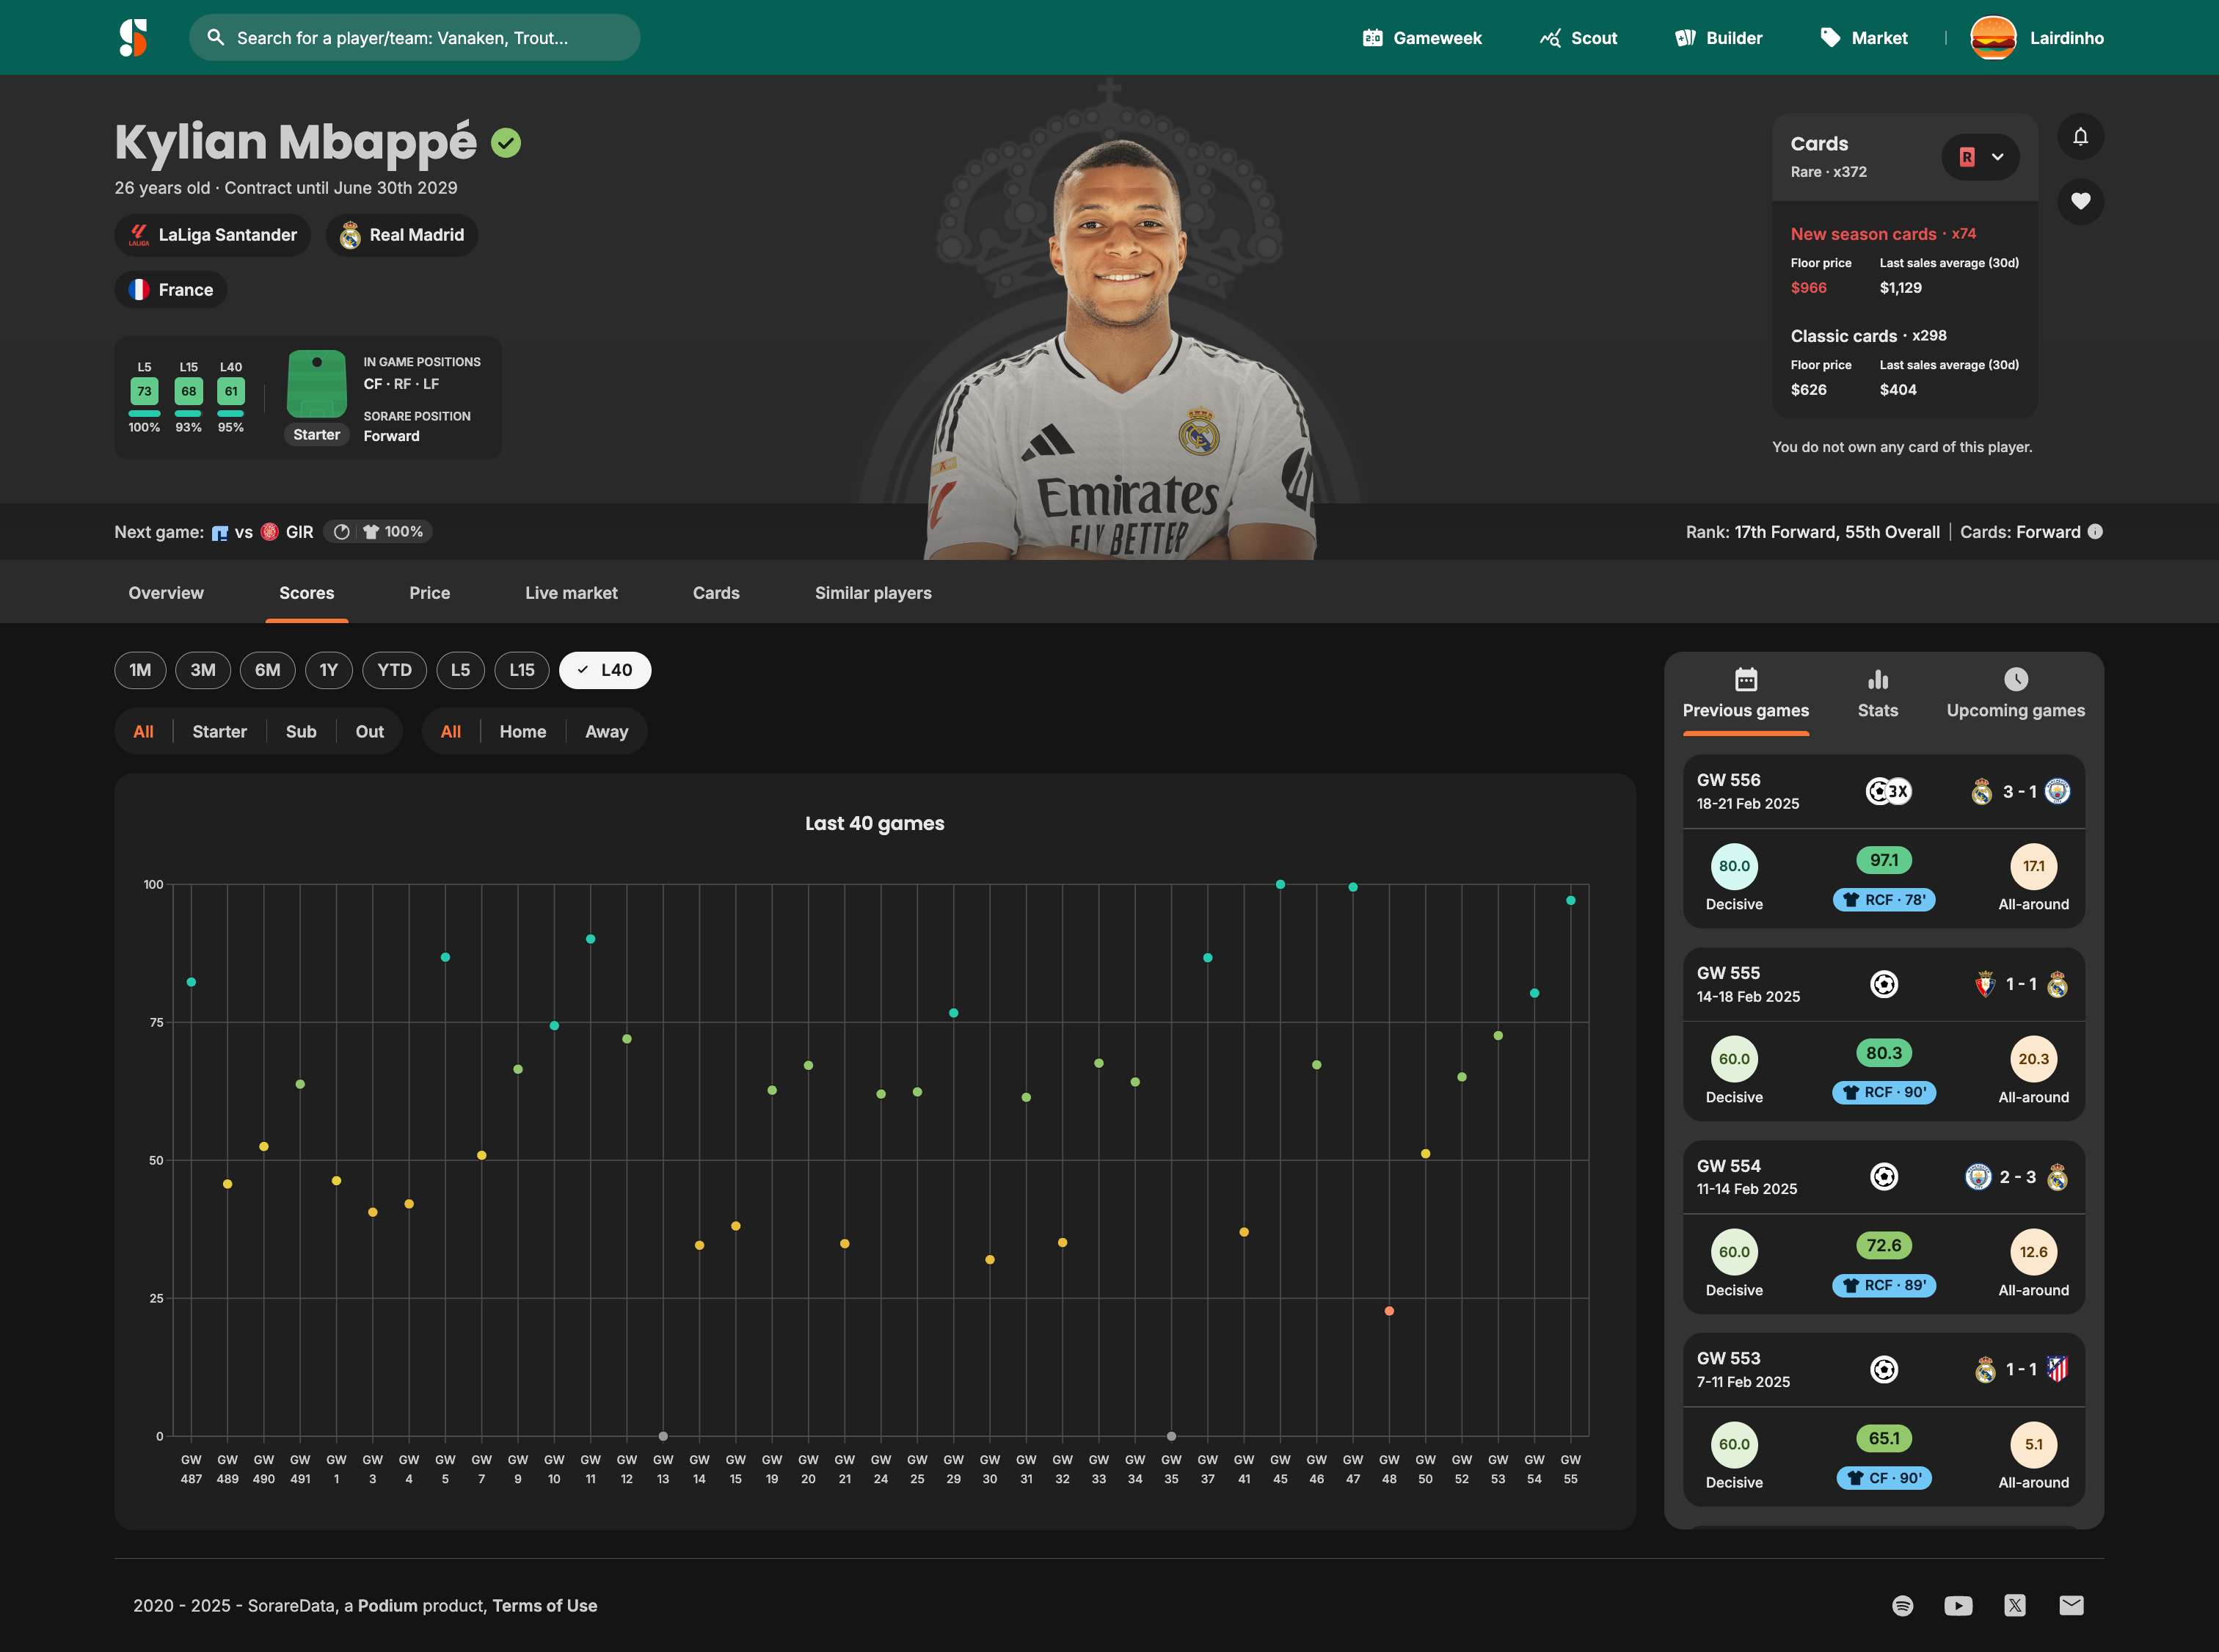 Search for a player/team: Vanaken, Trout...
Gameweek
Scout
Builder
Market
Lairdinho
Kylian Mbappé
26 years old · Contract until June 30th 2029
LaLiga Santander
Real Madrid
France
L5 L15 L40
73 68 61
100% 93% 95%
Starter
IN GAME POSITIONS
CF · RF · LF
SORARE POSITION
Forward
Emirates
FLY BETTER
Cards
Rare · x372
R
New season cards · x74
Floor price Last sales average (30d)
$966 $1,129
Classic cards · x298
Floor price Last sales average (30d)
$626 $404
You do not own any card of this player.
Next game: vs GIR 100%
Rank: 17th Forward, 55th Overall | Cards: Forward
Overview Scores Price Live market Cards Similar players
1M 3M 6M 1Y YTD L5 L15 L40
All Starter Sub Out
All Home Away
Last 40 games
100
75
50
25
0
GW GW GW GW GW GW GW GW GW GW GW GW GW GW GW GW GW GW GW GW GW GW GW GW GW GW GW GW GW GW GW GW GW GW GW GW GW GW GW
487 489 490 491 1 3 4 5 7 9 10 11 12 13 14 15 19 20 21 24 25 29 30 31 32 33 34 35 37 41 45 46 47 48 50 52 53 54 55
Previous games
Stats
Upcoming games
GW 556
18-21 Feb 2025
3X
3 - 1
80.0
Decisive
97.1
RCF · 78'
17.1
All-around
GW 555
14-18 Feb 2025
1 - 1
60.0
Decisive
80.3
RCF · 90'
20.3
All-around
GW 554
11-14 Feb 2025
2 - 3
60.0
Decisive
72.6
RCF · 89'
12.6
All-around
GW 553
7-11 Feb 2025
1 - 1
60.0
Decisive
65.1
CF · 90'
5.1
All-around
2020 - 2025 - SorareData, a Podium product, Terms of Use